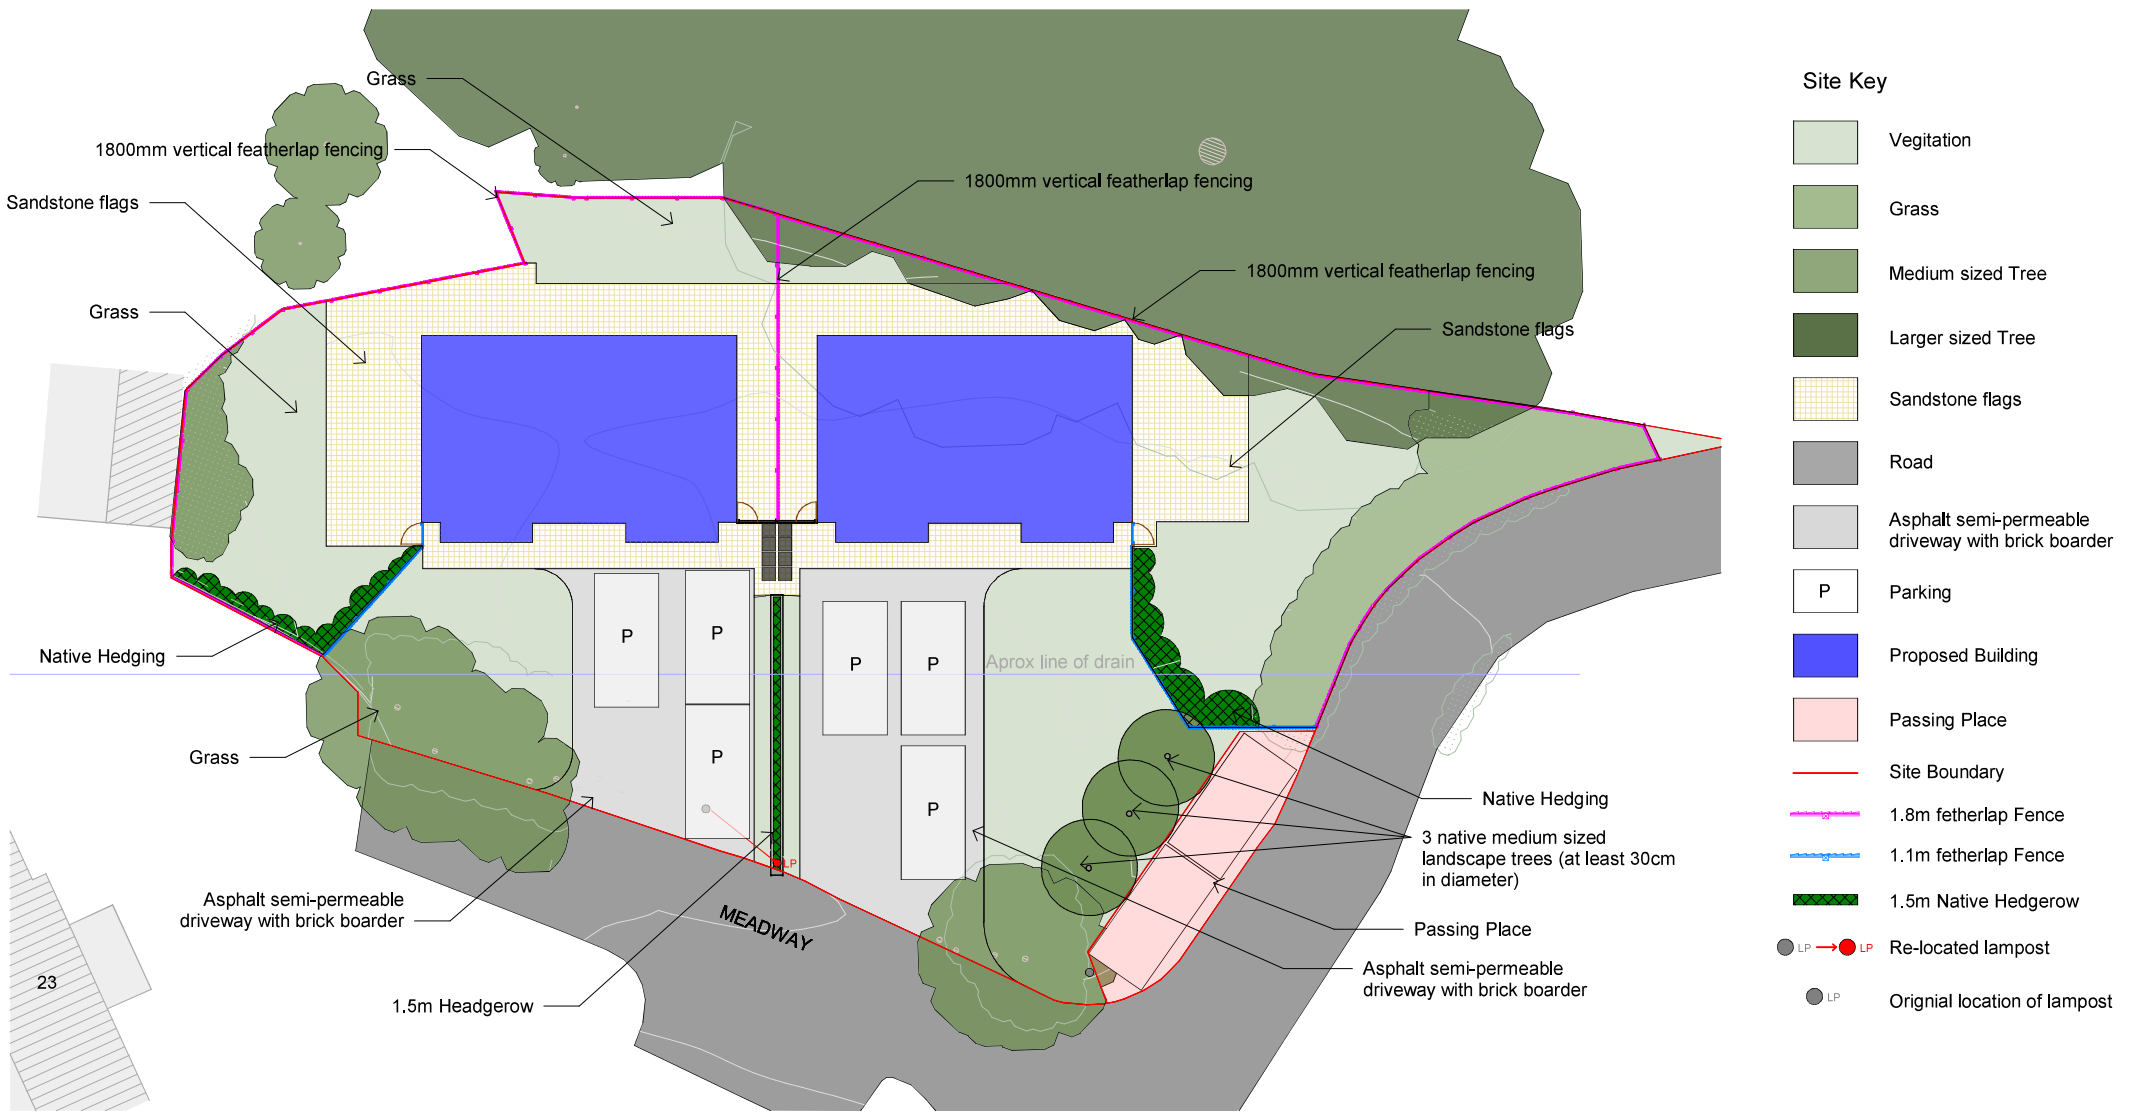 Grass
1800mm vertical featherlap fencing
Sandstone flags
Grass
1800mm vertical featherlap fencing
1800mm vertical featherlap fencing
Sandstone flags
Native Hedging
Grass
Asphalt semi-permeable
driveway with brick boarder
1.5m Headgerow
23
P
P
P
P
P
P
Aprox line of drain
LP
MEADWAY
Native Hedging
3 native medium sized
landscape trees (at least 30cm
in diameter)
Passing Place
Asphalt semi-permeable
driveway with brick boarder
Site Key
Vegitation
Grass
Medium sized Tree
Larger sized Tree
Sandstone flags
Road
Asphalt semi-permeable
driveway with brick boarder
P
Parking
Proposed Building
Passing Place
Site Boundary
1.8m fetherlap Fence
1.1m fetherlap Fence
1.5m Native Hedgerow
LP LP Re-located lampost
LP Orignial location of lampost